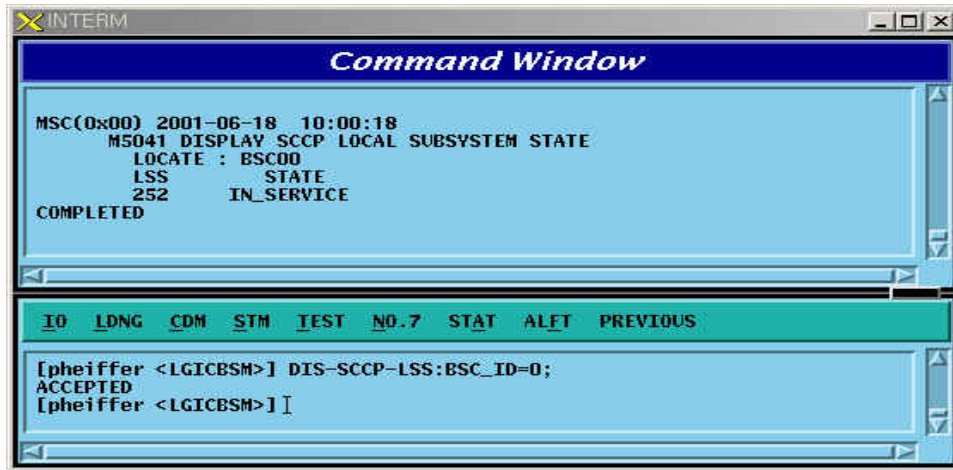 INTERM
Command Window
MSC(0x00) 2001-06-18 10:00:18
M5041 DISPLAY SCCP LOCAL SUBSYSTEM STATE
LOCATE : BSC00
LSS STATE
252 IN_SERVICE
COMPLETED
IO LDNG CDM STM TEST NO.7 STAT ALFT PREVIOUS
[pheiffer <LGICBSM>] DIS-SCCP-LSS:BSC_ID=0;
ACCEPTED
[pheiffer <LGICBSM>]